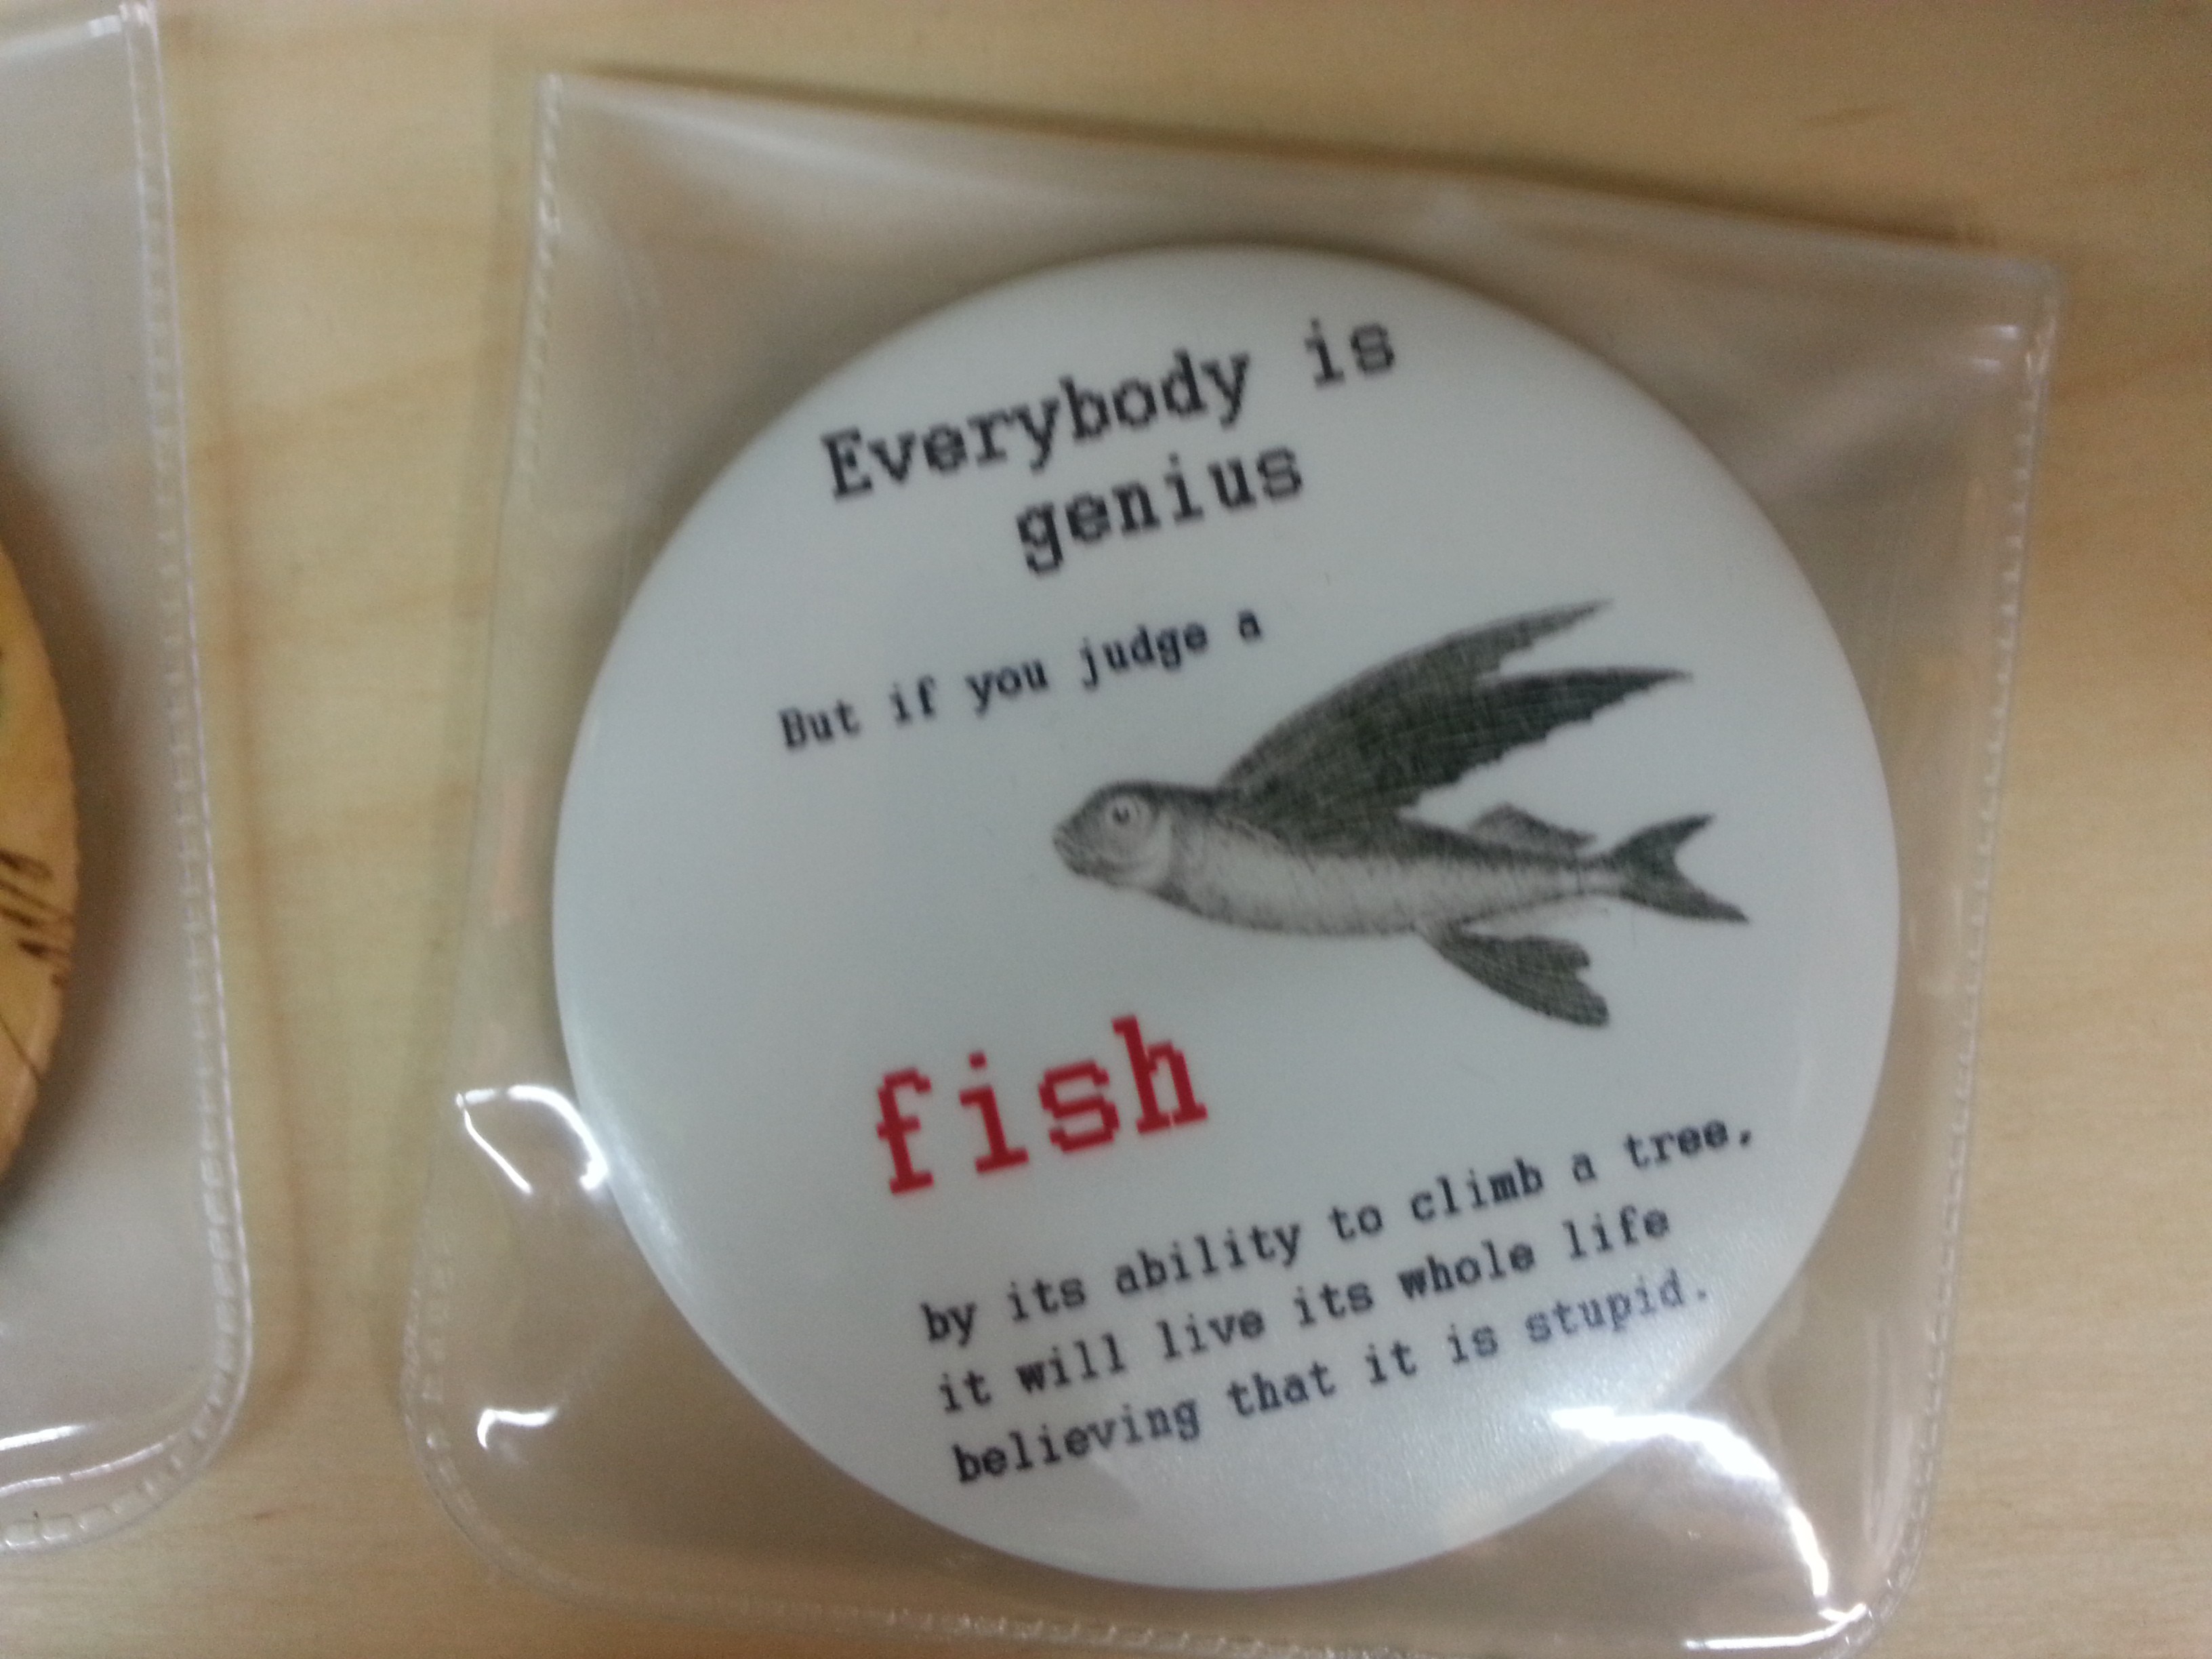 Everybody is
genius
But if you judge a
fish
by its ability to climb a tree,
it will live its whole life
believing that it is stupid.